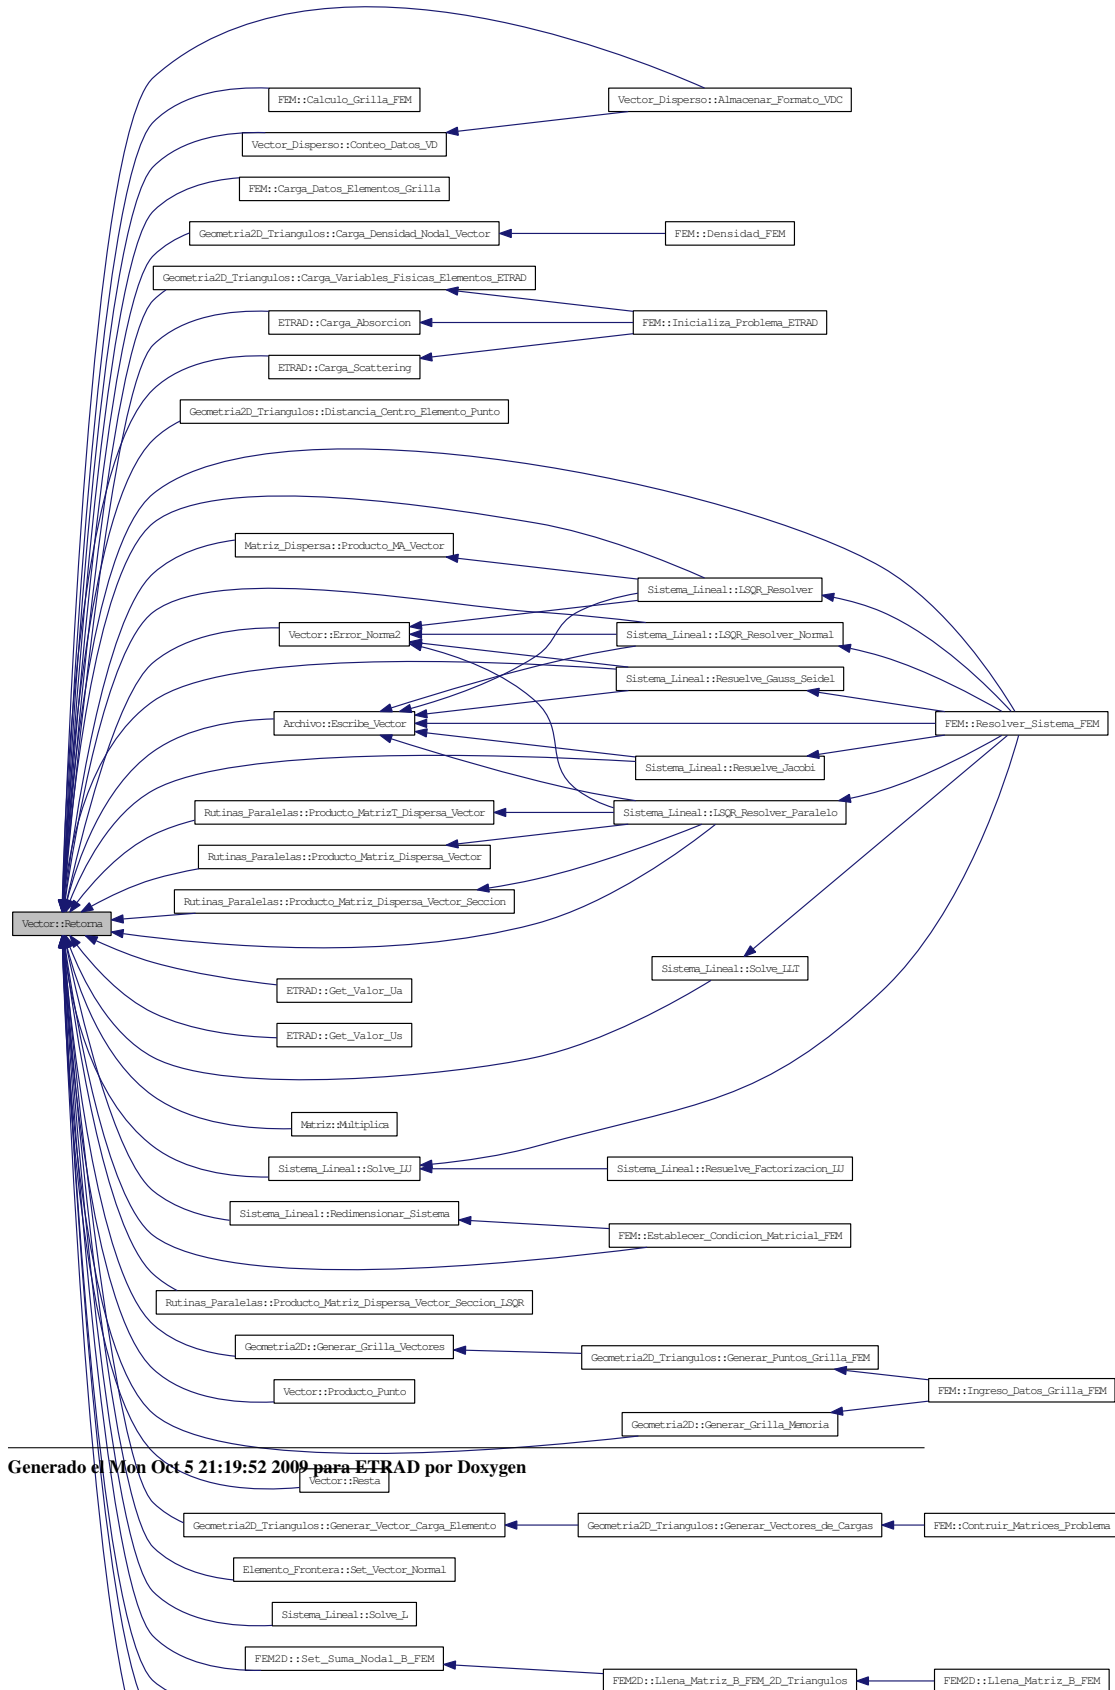 FEM::Calculo_Grilla_FEM
Vector_Disperso::Almacenar_Formato_VDC
Vector_Disperso::Conteo_Datos_VD
FEM::Carga_Datos_Elementos_Grilla
Geometria2D_Triangulos::Carga_Densidad_Nodal_Vector
FEM::Densidad_FEM
Geometria2D_Triangulos::Carga_Variables_Fisicas_Elementos_ETRAD
ETRAD::Carga_Absorcion
FEM::Inicializa_Problema_ETRAD
ETRAD::Carga_Scattering
Geometria2D_Triangulos::Distancia_Centro_Elemento_Punto
Matriz_Dispersa::Producto_MA_Vector
Sistema_Lineal::LSQR_Resolver
Vector::Error_Norma2
Sistema_Lineal::LSQR_Resolver_Normal
Sistema_Lineal::Resuelve_Gauss_Seidel
Archivo::Escribe_Vector
FEM::Resolver_Sistema_FEM
Sistema_Lineal::Resuelve_Jacobi
Rutinas_Paralelas::Producto_MatrizT_Dispersa_Vector
Sistema_Lineal::LSQR_Resolver_Paralelo
Rutinas_Paralelas::Producto_Matriz_Dispersa_Vector
Rutinas_Paralelas::Producto_Matriz_Dispersa_Vector_Seccion
Vector::Retorna
Sistema_Lineal::Solve_LLT
ETRAD::Get_Valor_Ua
ETRAD::Get_Valor_Us
Matriz::Multiplica
Sistema_Lineal::Solve_LU
Sistema_Lineal::Resuelve_Factorizacion_LU
Sistema_Lineal::Redimensionar_Sistema
FEM::Establecer_Condicion_Matricial_FEM
Rutinas_Paralelas::Producto_Matriz_Dispersa_Vector_Seccion_LSQR
Geometria2D::Generar_Grilla_Vectores
Geometria2D_Triangulos::Generar_Puntos_Grilla_FEM
Vector::Producto_Punto
FEM::Ingreso_Datos_Grilla_FEM
Geometria2D::Generar_Grilla_Memoria
Generado el Mon Oct 5 21:19:52 2009 para ETRAD por Doxygen
Vector::Resta
Geometria2D_Triangulos::Generar_Vector_Carga_Elemento
Geometria2D_Triangulos::Generar_Vectores_de_Cargas
FEM::Contruir_Matrices_Problema
Elemento_Frontera::Set_Vector_Normal
Sistema_Lineal::Solve_L
FEM2D::Set_Suma_Nodal_B_FEM
FEM2D::Llena_Matriz_B_FEM_2D_Triangulos
FEM2D::Llena_Matriz_B_FEM